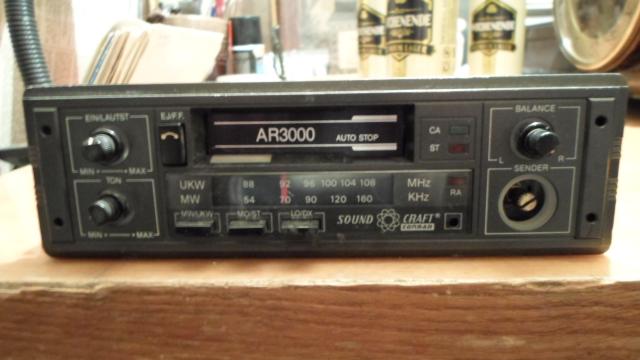 EIN/LAUTST
MIN MAX
TON
MIN MAX
EJ/F.F.
AR3000 AUTO STOP
CA
ST
UKW 88 92 96 100 104 108 MHz
MW 54 70 90 120 160 KHz
RA
MW/UKW MO/ST LO/DX
SOUND CRAFT®
CONRAD
BALANCE
L R
SENDER